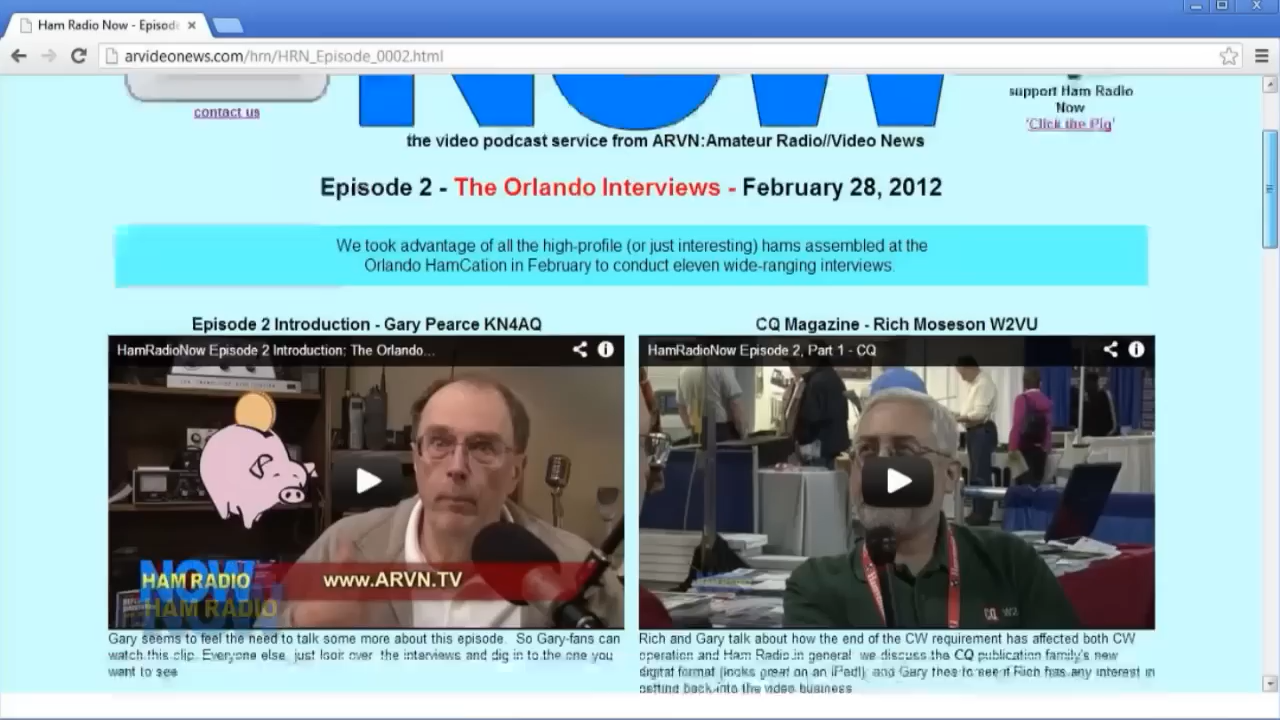 Ham Radio Now - Episode
arvideonews.com/hrn/HRN_Episode_0002.html
NOW
contact us
support Ham Radio
Now
'Click the Pig'
the video podcast service from ARVN:Amateur Radio//Video News
Episode 2 - The Orlando Interviews - February 28, 2012
We took advantage of all the high-profile (or just interesting) hams assembled at the
Orlando HamCation in February to conduct eleven wide-ranging interviews.
Episode 2 Introduction - Gary Pearce KN4AQ
HamRadioNow Episode 2 Introduction: The Orlando...
NOW
HAM RADIO
HAM RADIO
www.ARVN.TV
Gary seems to feel the need to talk some more about this episode. So Gary-fans can
watch this clip. Everyone else, just look over the interviews and dig in to the one you
want to see
CQ Magazine - Rich Moseson W2VU
HamRadioNow Episode 2, Part 1 - CQ
NOW
CQ W2
Rich and Gary talk about how the end of the CW requirement has affected both CW
operation and Ham Radio in general, we discuss the CQ publication family's new
digital format (looks great on an iPad!), and Gary tries to see if Rich has any interest in
getting back into the video business